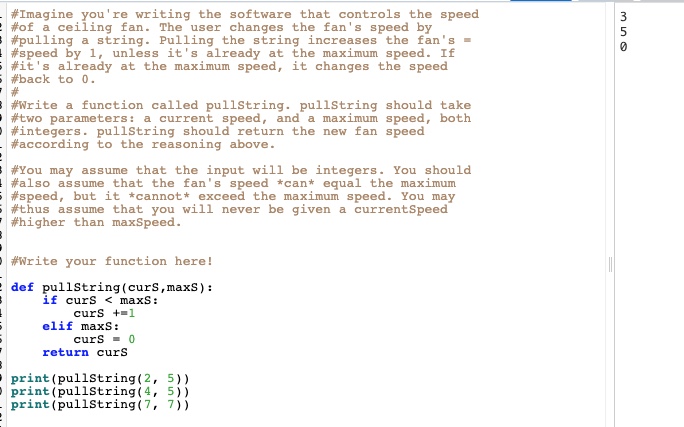 #Imagine you're writing the software that controls the speed
#of a ceiling fan. The user changes the fan's speed by
#pulling a string. Pulling the string increases the fan's =
#speed by 1, unless it's already at the maximum speed. If
#it's already at the maximum speed, it changes the speed
#back to 0.
#
#Write a function called pullString. pullString should take
#two parameters: a current speed, and a maximum speed, both
#integers. pullString should return the new fan speed
#according to the reasoning above.

#You may assume that the input will be integers. You should
#also assume that the fan's speed *can* equal the maximum
#speed, but it *cannot* exceed the maximum speed. You may
#thus assume that you will never be given a currentSpeed
#higher than maxSpeed.

#Write your function here!

def pullString(curS,maxS):
    if curS < maxS:
        curS +=1
    elif maxS:
        curS = 0
    return curS

print(pullString(2, 5))
print(pullString(4, 5))
print(pullString(7, 7))

3
5
0